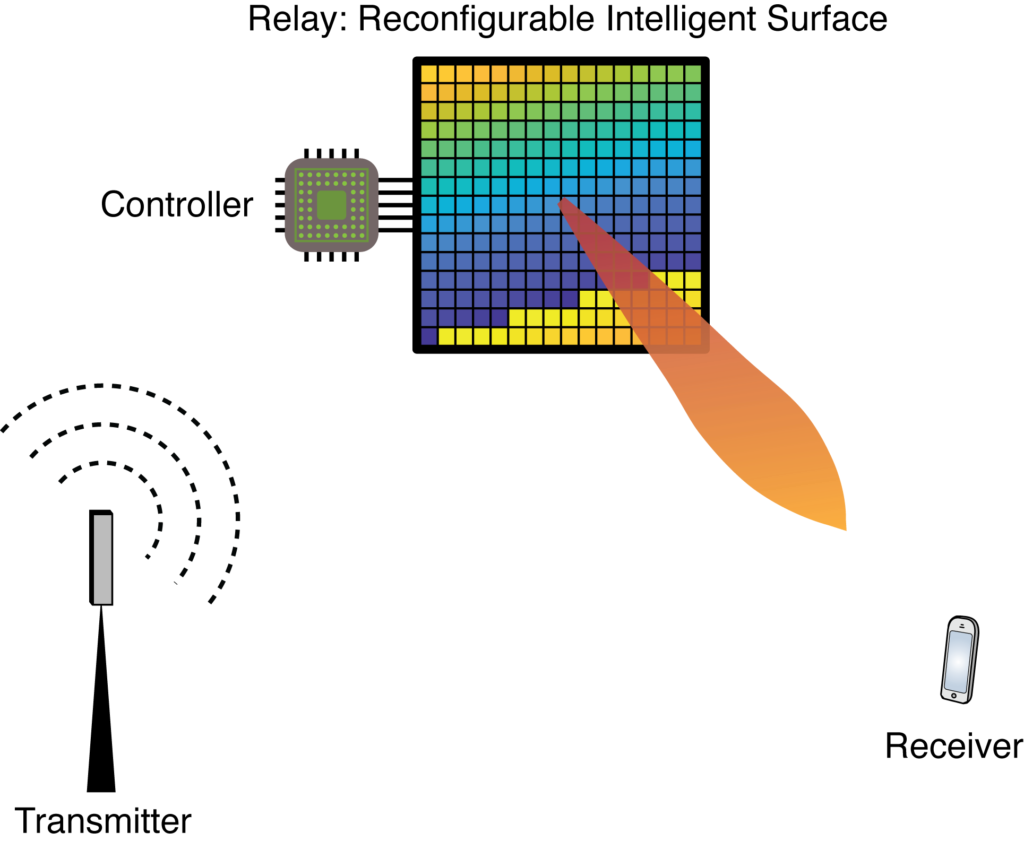 Relay: Reconfigurable Intelligent Surface
Controller
Receiver
Transmitter